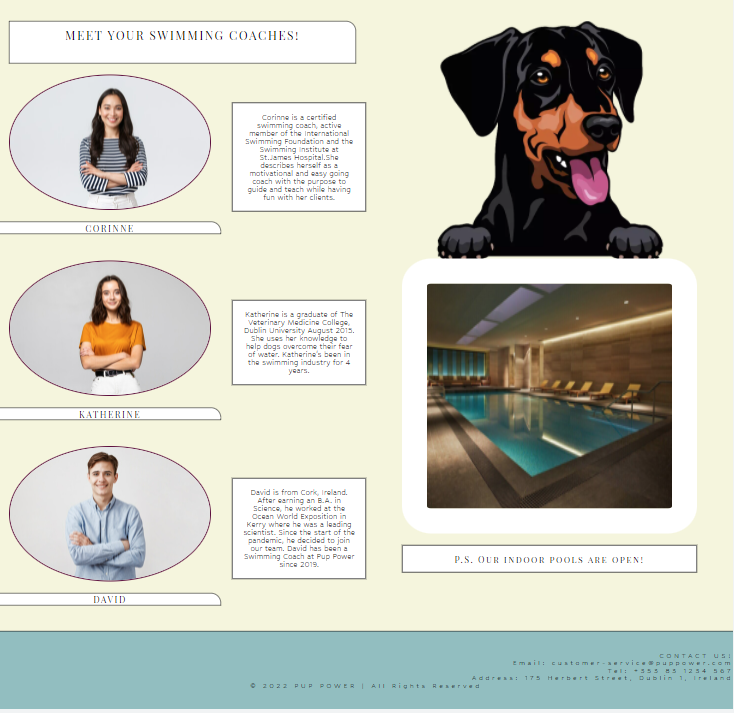 MEET YOUR SWIMMING COACHES!
Corinne is a certified
swimming coach, active
member of the International
Swimming Foundation and the
Swimming Institute at
St.James Hospital.She
describes herself as a
motivational and easy going
coach with the purpose to
guide and teach while having
fun with her clients.
CORINNE
Katherine is a graduate of The
Veterinary Medicine College,
Dublin University August 2015.
She uses her knowledge to
help dogs overcome their fear
of water. Katherine's been in
the swimming industry for 4
years.
KATHERINE
David is from Cork, Ireland.
After earning an B.A. in
Science, he worked at the
Ocean World Exposition in
Kerry where he was a leading
scientist. Since the start of the
pandemic, he decided to join
our team. David has been a
Swimming Coach at Pup Power
since 2019.
DAVID
P.S. OUR INDOOR POOLS ARE OPEN!
CONTACT US:
Email: customer-service@puppower.com
Tel: +353 83 1234 567
Address: 175 Herbert Street, Dublin 1, Ireland
© 2022 PUP POWER | All Rights Reserved